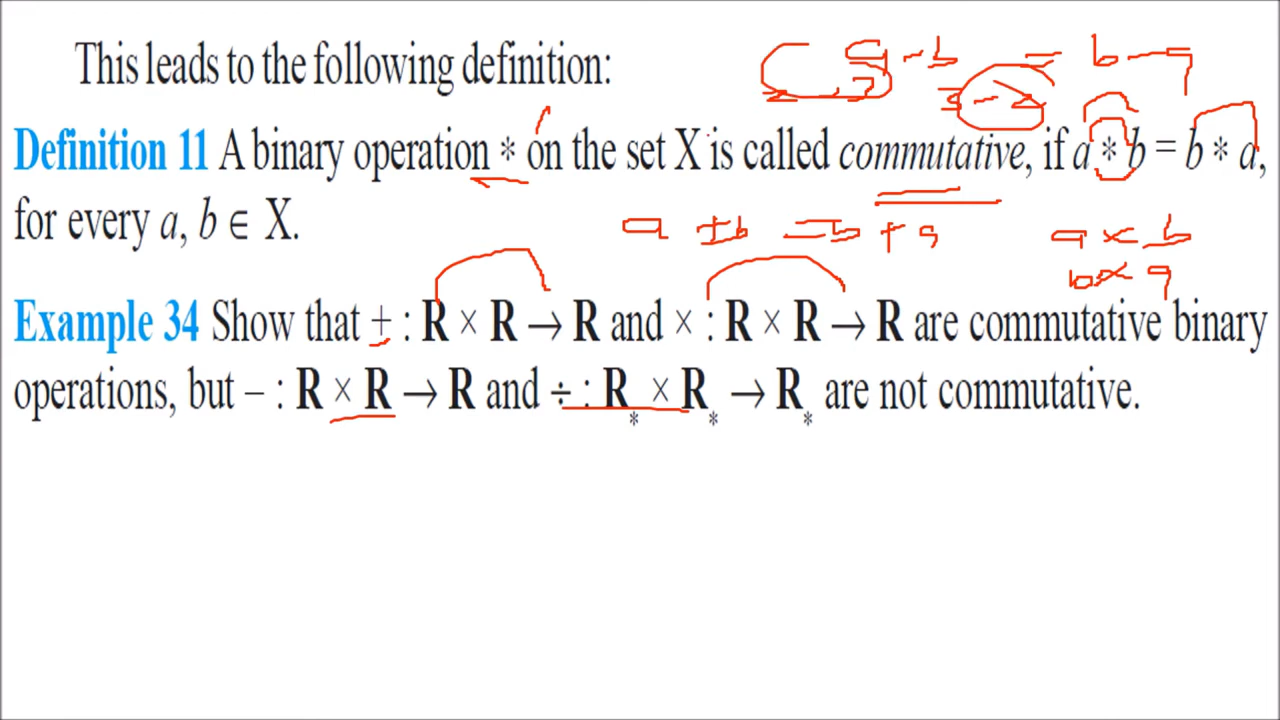 This leads to the following definition:
a - b = b - a
Definition 11 A binary operation * on the set X is called commutative, if a * b = b * a,
for every a, b ∈ X.
a + b = b + a
a × b
b × a
Example 34 Show that + : R × R → R and × : R × R → R are commutative binary
operations, but – : R × R → R and ÷ : R* × R* → R* are not commutative.